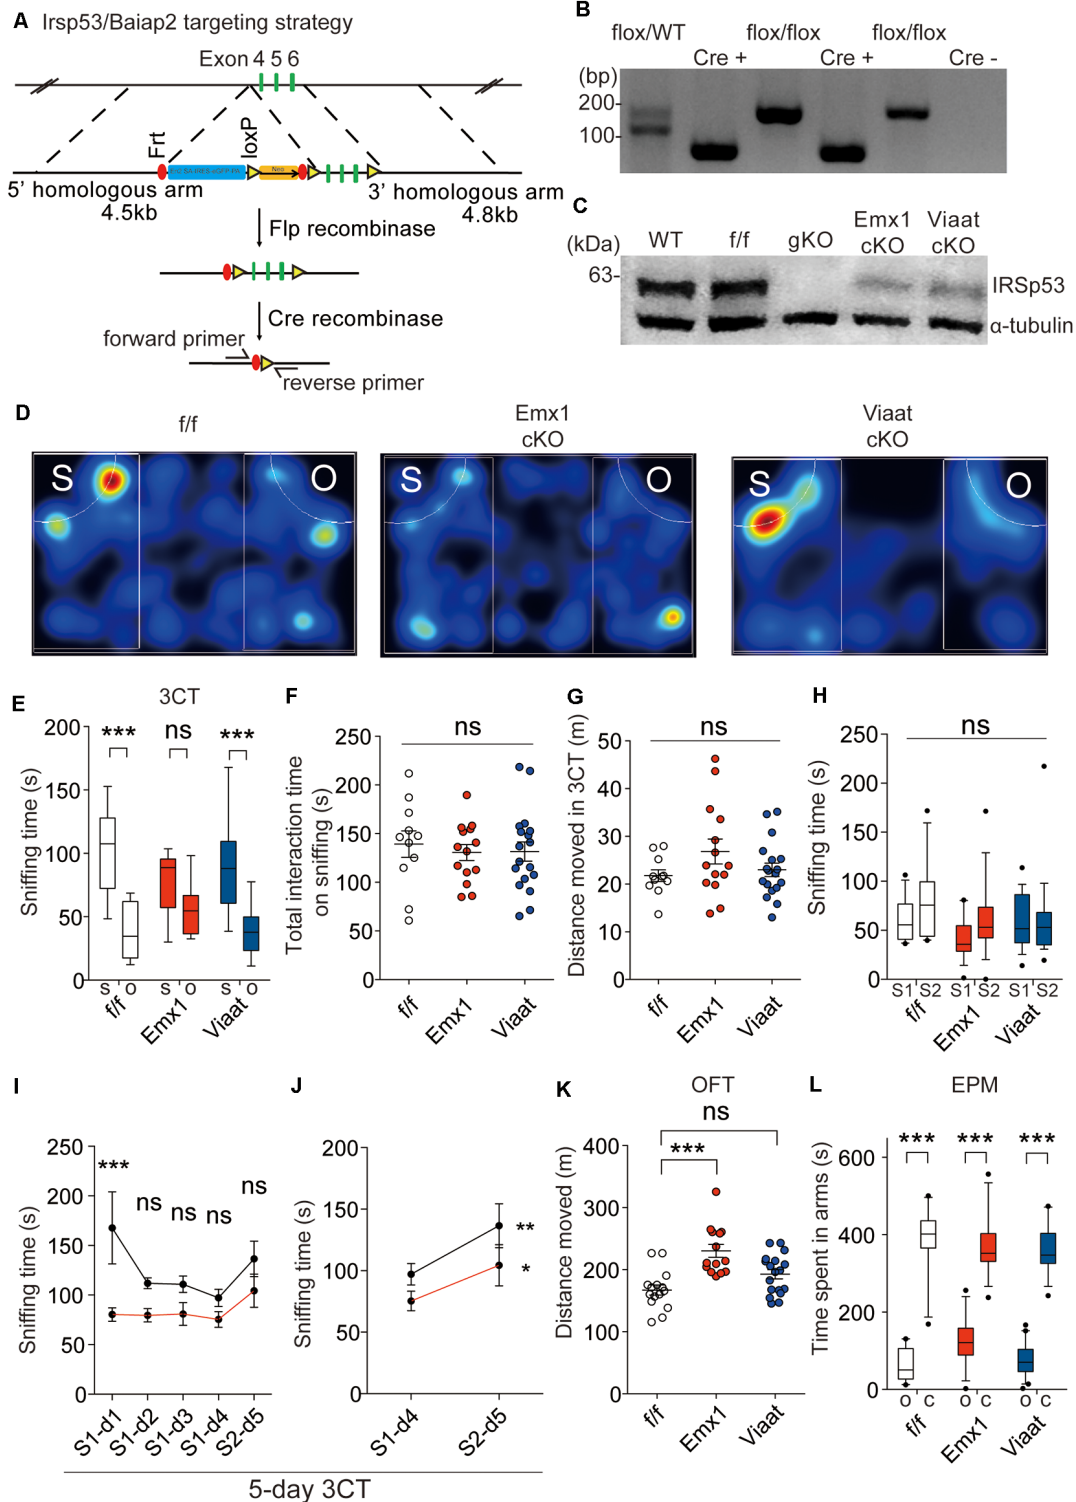 A Irsp53/Baiap2 targeting strategy
Exon 4 5 6
Frt
loxP
Neo
5' homologous arm
4.5kb
3' homologous arm
4.8kb
Flp recombinase
Cre recombinase
forward primer
reverse primer
B
flox/WT flox/flox flox/flox
Cre + Cre + Cre -
(bp)
200
100
C
(kDa) WT f/f gKO Emx1 cKO Viaat cKO
63-
IRSp53
α-tubulin
D
f/f
Emx1
cKO
Viaat
cKO
S O
S O
S O
E
3CT
Sniffing time (s)
200
150
100
50
0
*** ns ***
S O S O S O
f/f Emx1 Viaat
F
Total interaction time
on sniffing (s)
250
200
150
100
50
0
ns
f/f Emx1 Viaat
G
Distance moved in 3CT (m)
50
40
30
20
10
0
ns
f/f Emx1 Viaat
H
Sniffing time (s)
250
200
150
100
50
0
ns
S1 S2 S1 S2 S1 S2
f/f Emx1 Viaat
I
Sniffing time (s)
250
200
150
100
50
0
*** ns ns ns ns
S1-d1 S1-d2 S1-d3 S1-d4 S2-d5
J
Sniffing time (s)
200
150
100
50
0
**
*
S1-d4 S2-d5
5-day 3CT
K
OFT
Distance moved (m)
400
300
200
100
0
ns
***
f/f Emx1 Viaat
L
EPM
Time spent in arms (s)
600
400
200
0
*** *** ***
O C O C O C
f/f Emx1 Viaat